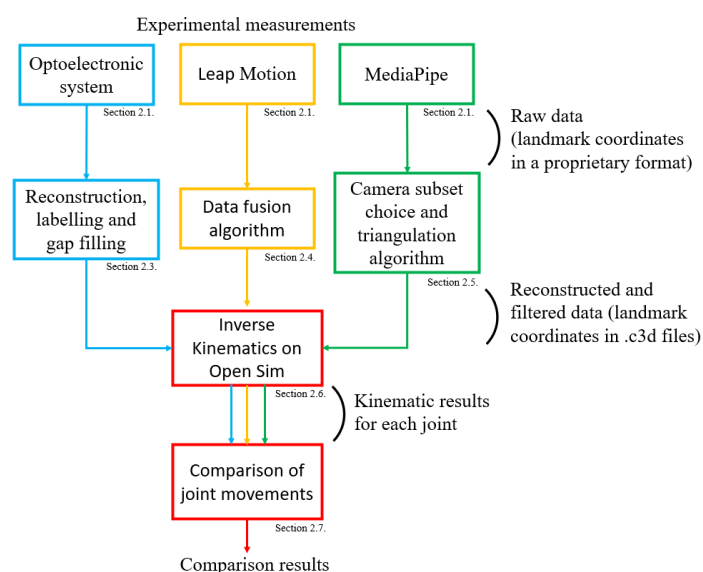 Experimental measurements
Optoelectronic
system
Section 2.1.
Leap Motion
Section 2.1.
MediaPipe
Section 2.1.
Raw data
(landmark coordinates
in a proprietary format)
Reconstruction,
labelling and
gap filling
Section 2.3.
Data fusion
algorithm
Section 2.4.
Camera subset
choice and
triangulation
algorithm
Section 2.5.
Reconstructed and
filtered data (landmark
coordinates in .c3d files)
Inverse
Kinematics on
Open Sim
Section 2.6.
Kinematic results
for each joint
Comparison of
joint movements
Section 2.7.
Comparison results